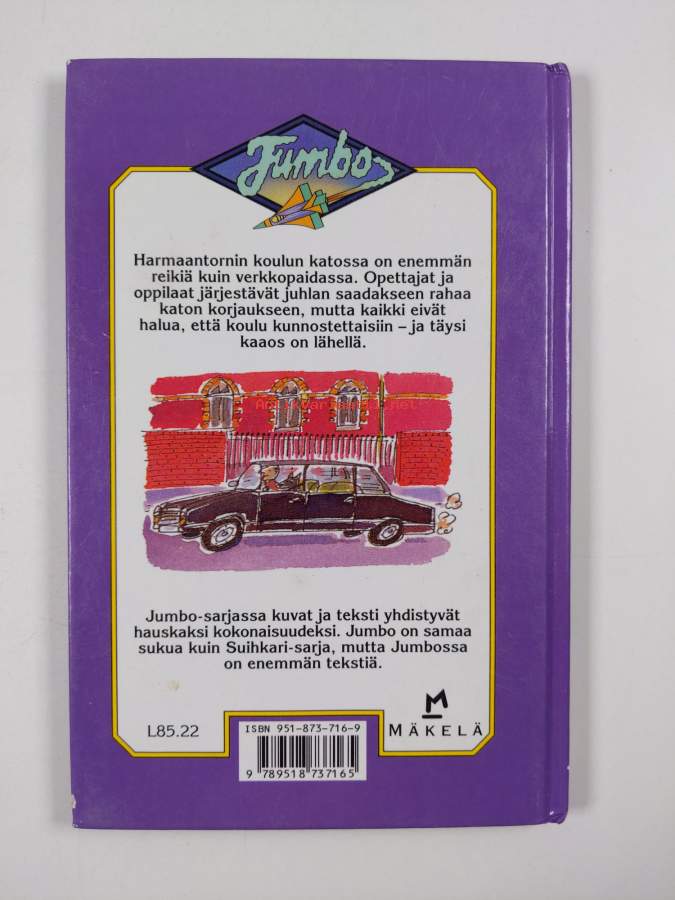 Jumbo
Harmaantornin koulun katossa on enemmän
reikiä kuin verkkopaidassa. Opettajat ja
oppilaat järjestävät juhlan saadakseen rahaa
katon korjaukseen, mutta kaikki eivät
halua, että koulu kunnostettaisiin – ja täysi
kaaos on lähellä.
Jumbo-sarjassa kuvat ja teksti yhdistyvät
hauskaksi kokonaisuudeksi. Jumbo on samaa
sukua kuin Suihkari-sarja, mutta Jumbossa
on enemmän tekstiä.
L85.22
ISBN 951-873-716-9
9 789518 737165
M
MÄKELÄ